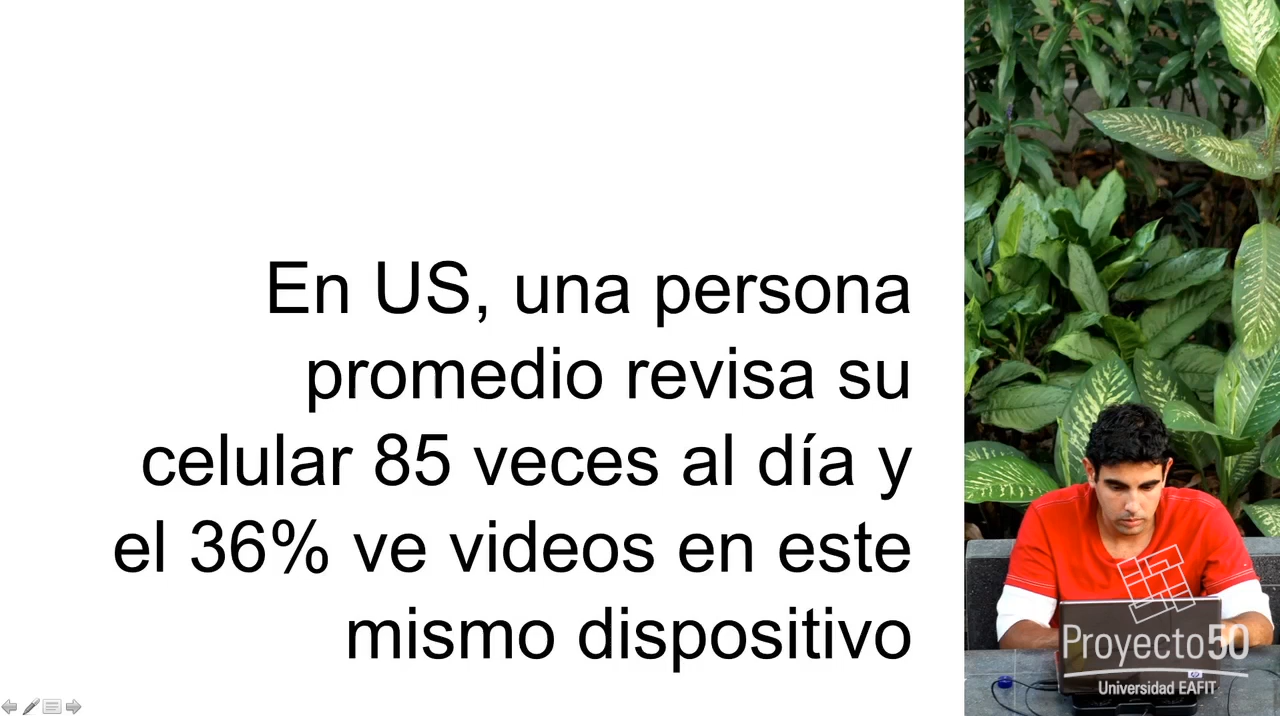 En US, una persona
promedio revisa su
celular 85 veces al día y
el 36% ve videos en este
mismo dispositivo
Proyecto50
Universidad EAFIT